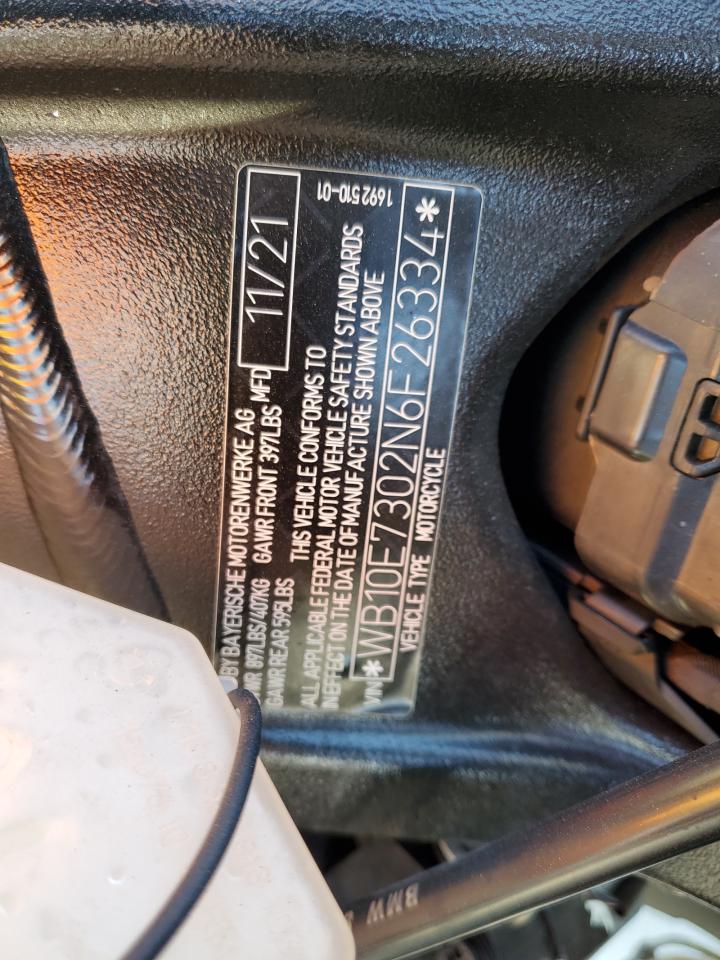 BY BAYERISCHE MOTORENWERKE AG MFD 11/21
897LBS/407KG GAWR FRONT 397LBS
GAWR REAR 595LBS
THIS VEHICLE CONFORMS TO
ALL APPLICABLE FEDERAL MOTOR VEHICLE SAFETY STANDARDS
IN EFFECT ON THE DATE OF MANUFACTURE SHOWN ABOVE
VIN *WB10E7302N6F26334*
VEHICLE TYPE MOTORCYCLE
1692510-01
BMW